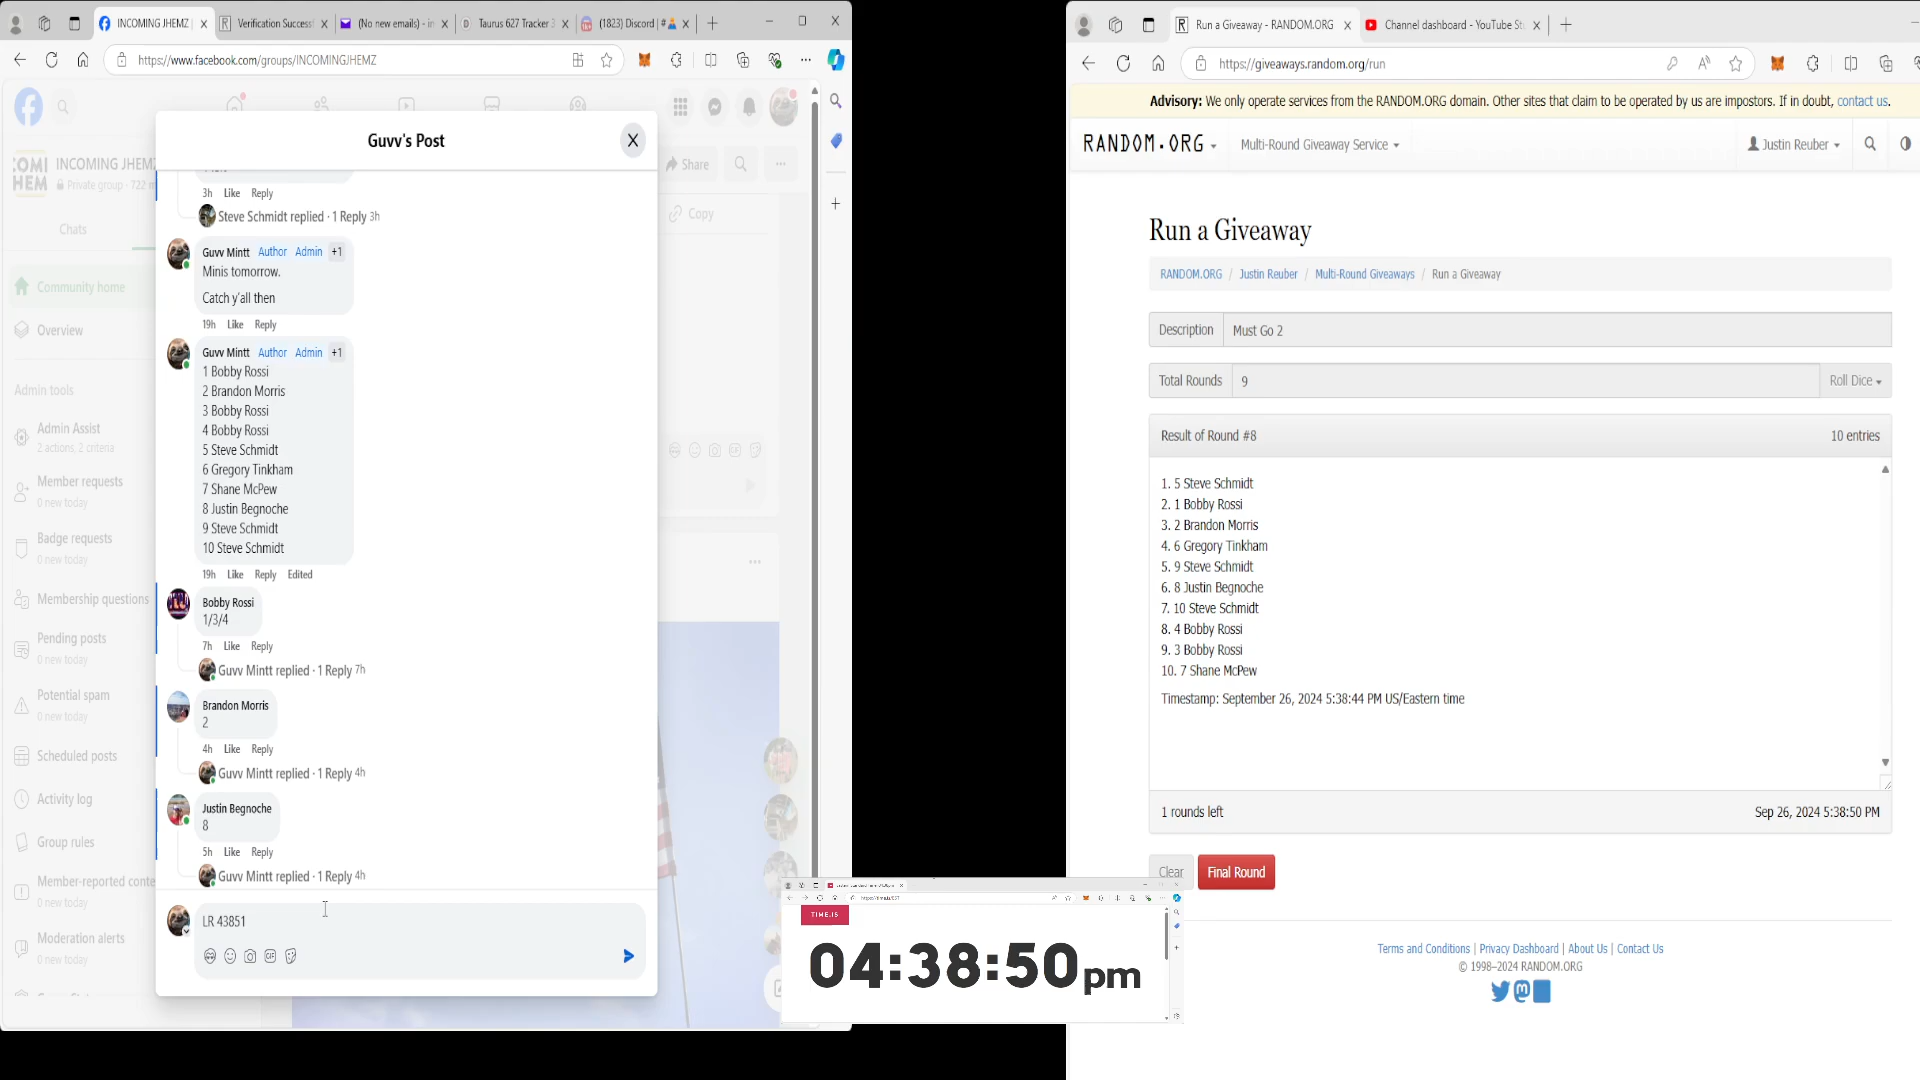 INCOMING JHEMZ |
Verification Success
(No new emails) - in
Taurus 627 Tracker 3
(1823) Discord | #
https://www.facebook.com/groups/INCOMINGJHEMZ
INCOMING JHEMZ
Private group · 722 m
Share
Chats
Copy
Community home
Overview
Admin tools
Admin Assist
2 actions, 2 criteria
Member requests
0 new today
Badge requests
0 new today
Membership questions
Pending posts
0 new today
Potential spam
0 new today
Scheduled posts
Activity log
Group rules
Member-reported conte
0 new today
Moderation alerts
0 new today
Guvv's Post
X
3h Like Reply
Steve Schmidt replied · 1 Reply 3h
Guvv Mintt Author Admin +1
Minis tomorrow.
Catch y'all then
19h Like Reply
Guvv Mintt Author Admin +1
1 Bobby Rossi
2 Brandon Morris
3 Bobby Rossi
4 Bobby Rossi
5 Steve Schmidt
6 Gregory Tinkham
7 Shane McPew
8 Justin Begnoche
9 Steve Schmidt
10 Steve Schmidt
19h Like Reply Edited
Bobby Rossi
1/3/4
7h Like Reply
Guvv Mintt replied · 1 Reply 7h
Brandon Morris
2
4h Like Reply
Guvv Mintt replied · 1 Reply 4h
Justin Begnoche
8
5h Like Reply
Guvv Mintt replied · 1 Reply 4h
LR 43851
TIME.IS
04:38:50pm
Run a Giveaway - RANDOM.ORG
Channel dashboard - YouTube St
https://giveaways.random.org/run
Advisory: We only operate services from the RANDOM.ORG domain. Other sites that claim to be operated by us are impostors. If in doubt, contact us.
RANDOM.ORG
Multi-Round Giveaway Service
Justin Reuber
Run a Giveaway
RANDOM.ORG / Justin Reuber / Multi-Round Giveaways / Run a Giveaway
Description Must Go 2
Total Rounds 9 Roll Dice
Result of Round #8 10 entries
1. 5 Steve Schmidt
2. 1 Bobby Rossi
3. 2 Brandon Morris
4. 6 Gregory Tinkham
5. 9 Steve Schmidt
6. 8 Justin Begnoche
7. 10 Steve Schmidt
8. 4 Bobby Rossi
9. 3 Bobby Rossi
10. 7 Shane McPew
Timestamp: September 26, 2024 5:38:44 PM US/Eastern time
1 rounds left Sep 26, 2024 5:38:50 PM
Clear Final Round
Terms and Conditions | Privacy Dashboard | About Us | Contact Us
© 1998–2024 RANDOM.ORG